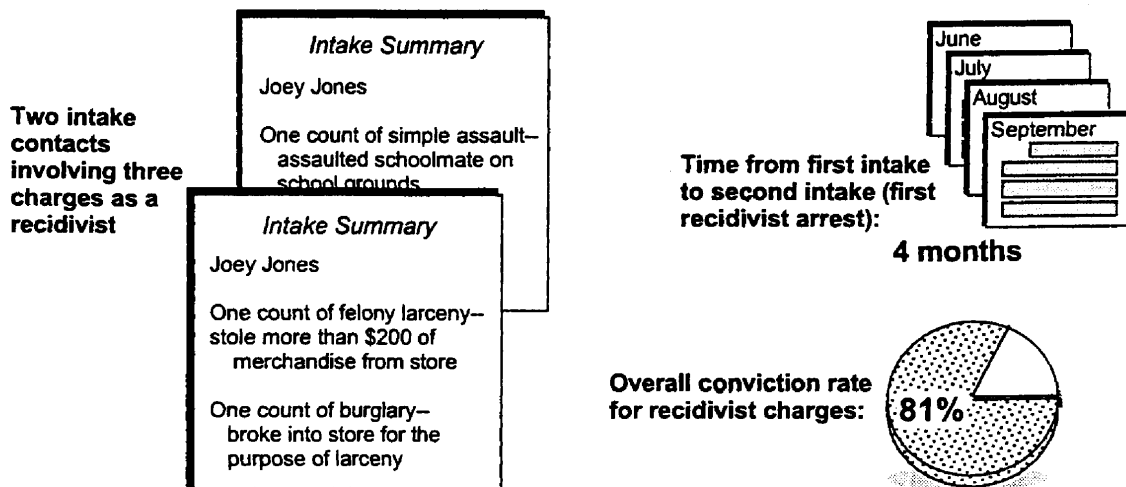 Two intake
contacts
involving three
charges as a
recidivist
Intake Summary
Joey Jones
One count of simple assault–
assaulted schoolmate on
school grounds
Intake Summary
Joey Jones
One count of felony larceny–
stole more than $200 of
merchandise from store
One count of burglary–
broke into store for the
purpose of larceny
June
July
August
September
Time from first intake
to second intake (first
recidivist arrest):
4 months
Overall conviction rate
for recidivist charges:
81%